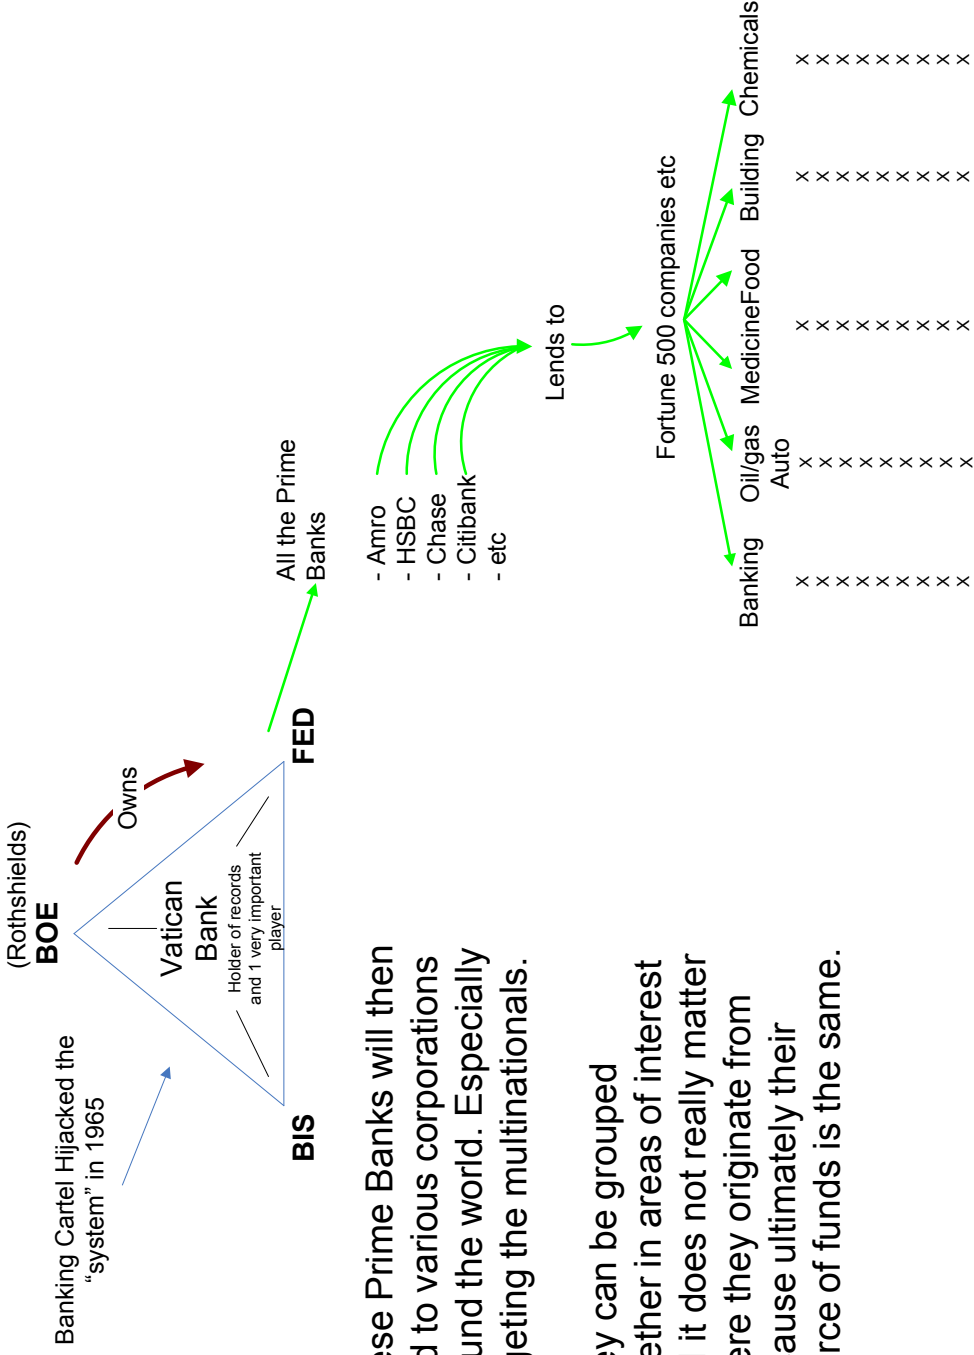 Banking Cartel Hijacked the
“system” in 1965
(Rothshields)
BOE
Owns
Vatican
Bank
Holder of records
and 1 very important
player
BIS
FED
All the Prime
Banks
- Amro
- HSBC
- Chase
- Citibank
- etc
Lends to
Fortune 500 companies etc
Banking Oil/gas Medicine Food Building Chemicals
Auto
x x x x x
x x x x x
x x x x x
x x x x x
x x x x x
x x x x x
x x x x x
x x x x x
x x x x x
ese Prime Banks will then
d to various corporations
und the world. Especially
geting the multinationals.
ey can be grouped
ether in areas of interest
d it does not really matter
ere they originate from
ause ultimately their
rce of funds is the same.